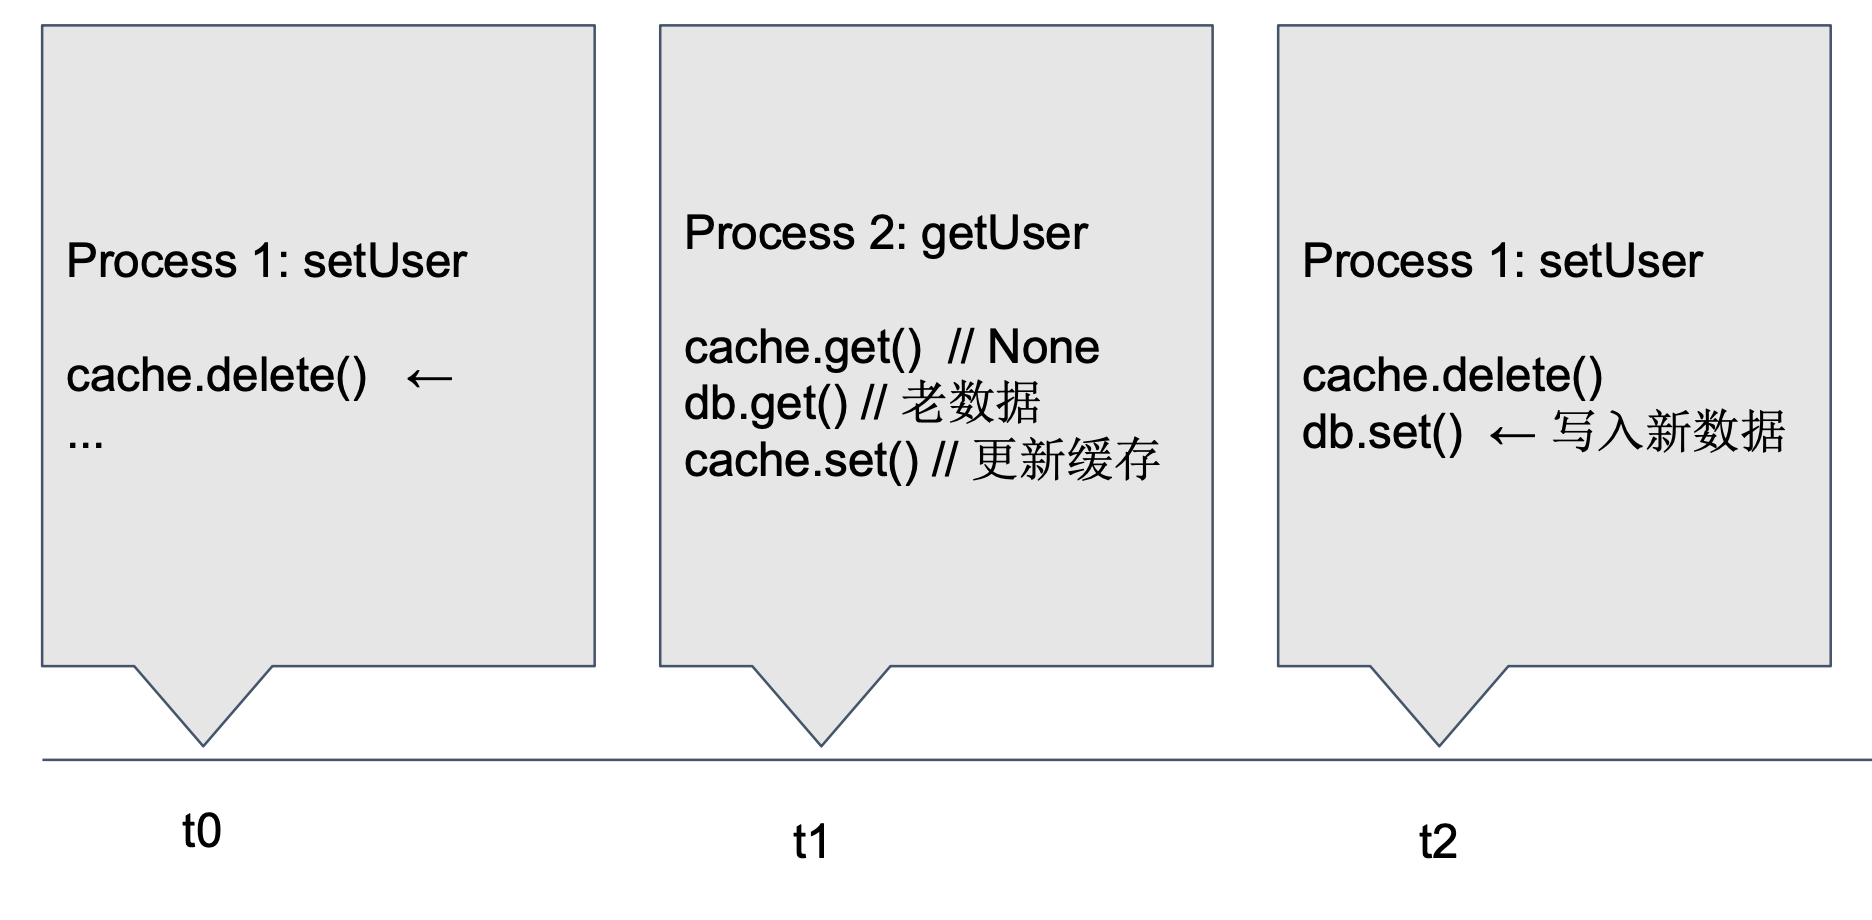 Process 1: setUser
cache.delete() ←
...
Process 2: getUser
cache.get() // None
db.get() // 老数据
cache.set() // 更新缓存
Process 1: setUser
cache.delete()
db.set() ← 写入新数据
t0
t1
t2